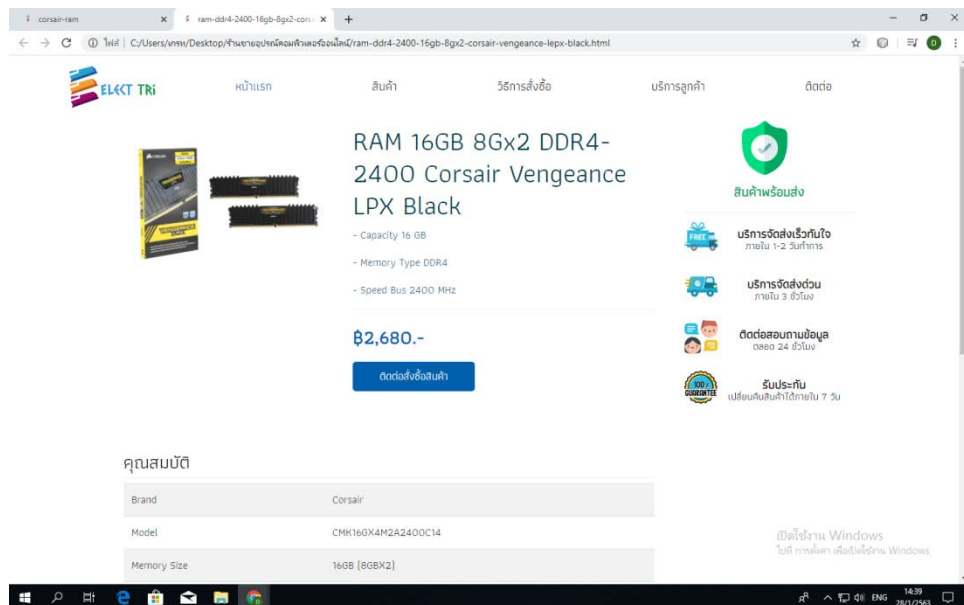 corsair-ram
ram-ddr4-2400-16gb-8gx2-cors
ไฟล์ | C:/Users/เทรน/Desktop/ร้านขายอุปกรณ์คอมพิวเตอร์ออนไลน์/ram-ddr4-2400-16gb-8gx2-corsair-vengeance-lepx-black.html
D
ELECT TRi
หน้าแรก
สินค้า
วิธีการสั่งซื้อ
บริการลูกค้า
ติดต่อ
RAM 16GB 8Gx2 DDR4-
2400 Corsair Vengeance
LPX Black
- Capacity 16 GB
- Memory Type DDR4
- Speed Bus 2400 MHz
฿2,680.-
ติดต่อสั่งซื้อสินค้า
สินค้าพร้อมส่ง
FREE
บริการจัดส่งเร็วทันใจ
ภายใน 1-2 วันทำการ
บริการจัดส่งด่วน
ภายใน 3 ชั่วโมง
ติดต่อสอบถามข้อมูล
ตลอด 24 ชั่วโมง
100%
GUARANTEE
รับประกัน
เปลี่ยนคืนสินค้าได้ภายใน 7 วัน
คุณสมบัติ
Brand Corsair
Model CMK16GX4M2A2400C14
Memory Size 16GB (8GBX2)
เปิดใช้งาน Windows
ไปที่ การตั้งค่า เพื่อเปิดใช้งาน Windows
ENG
14:39
28/1/2563